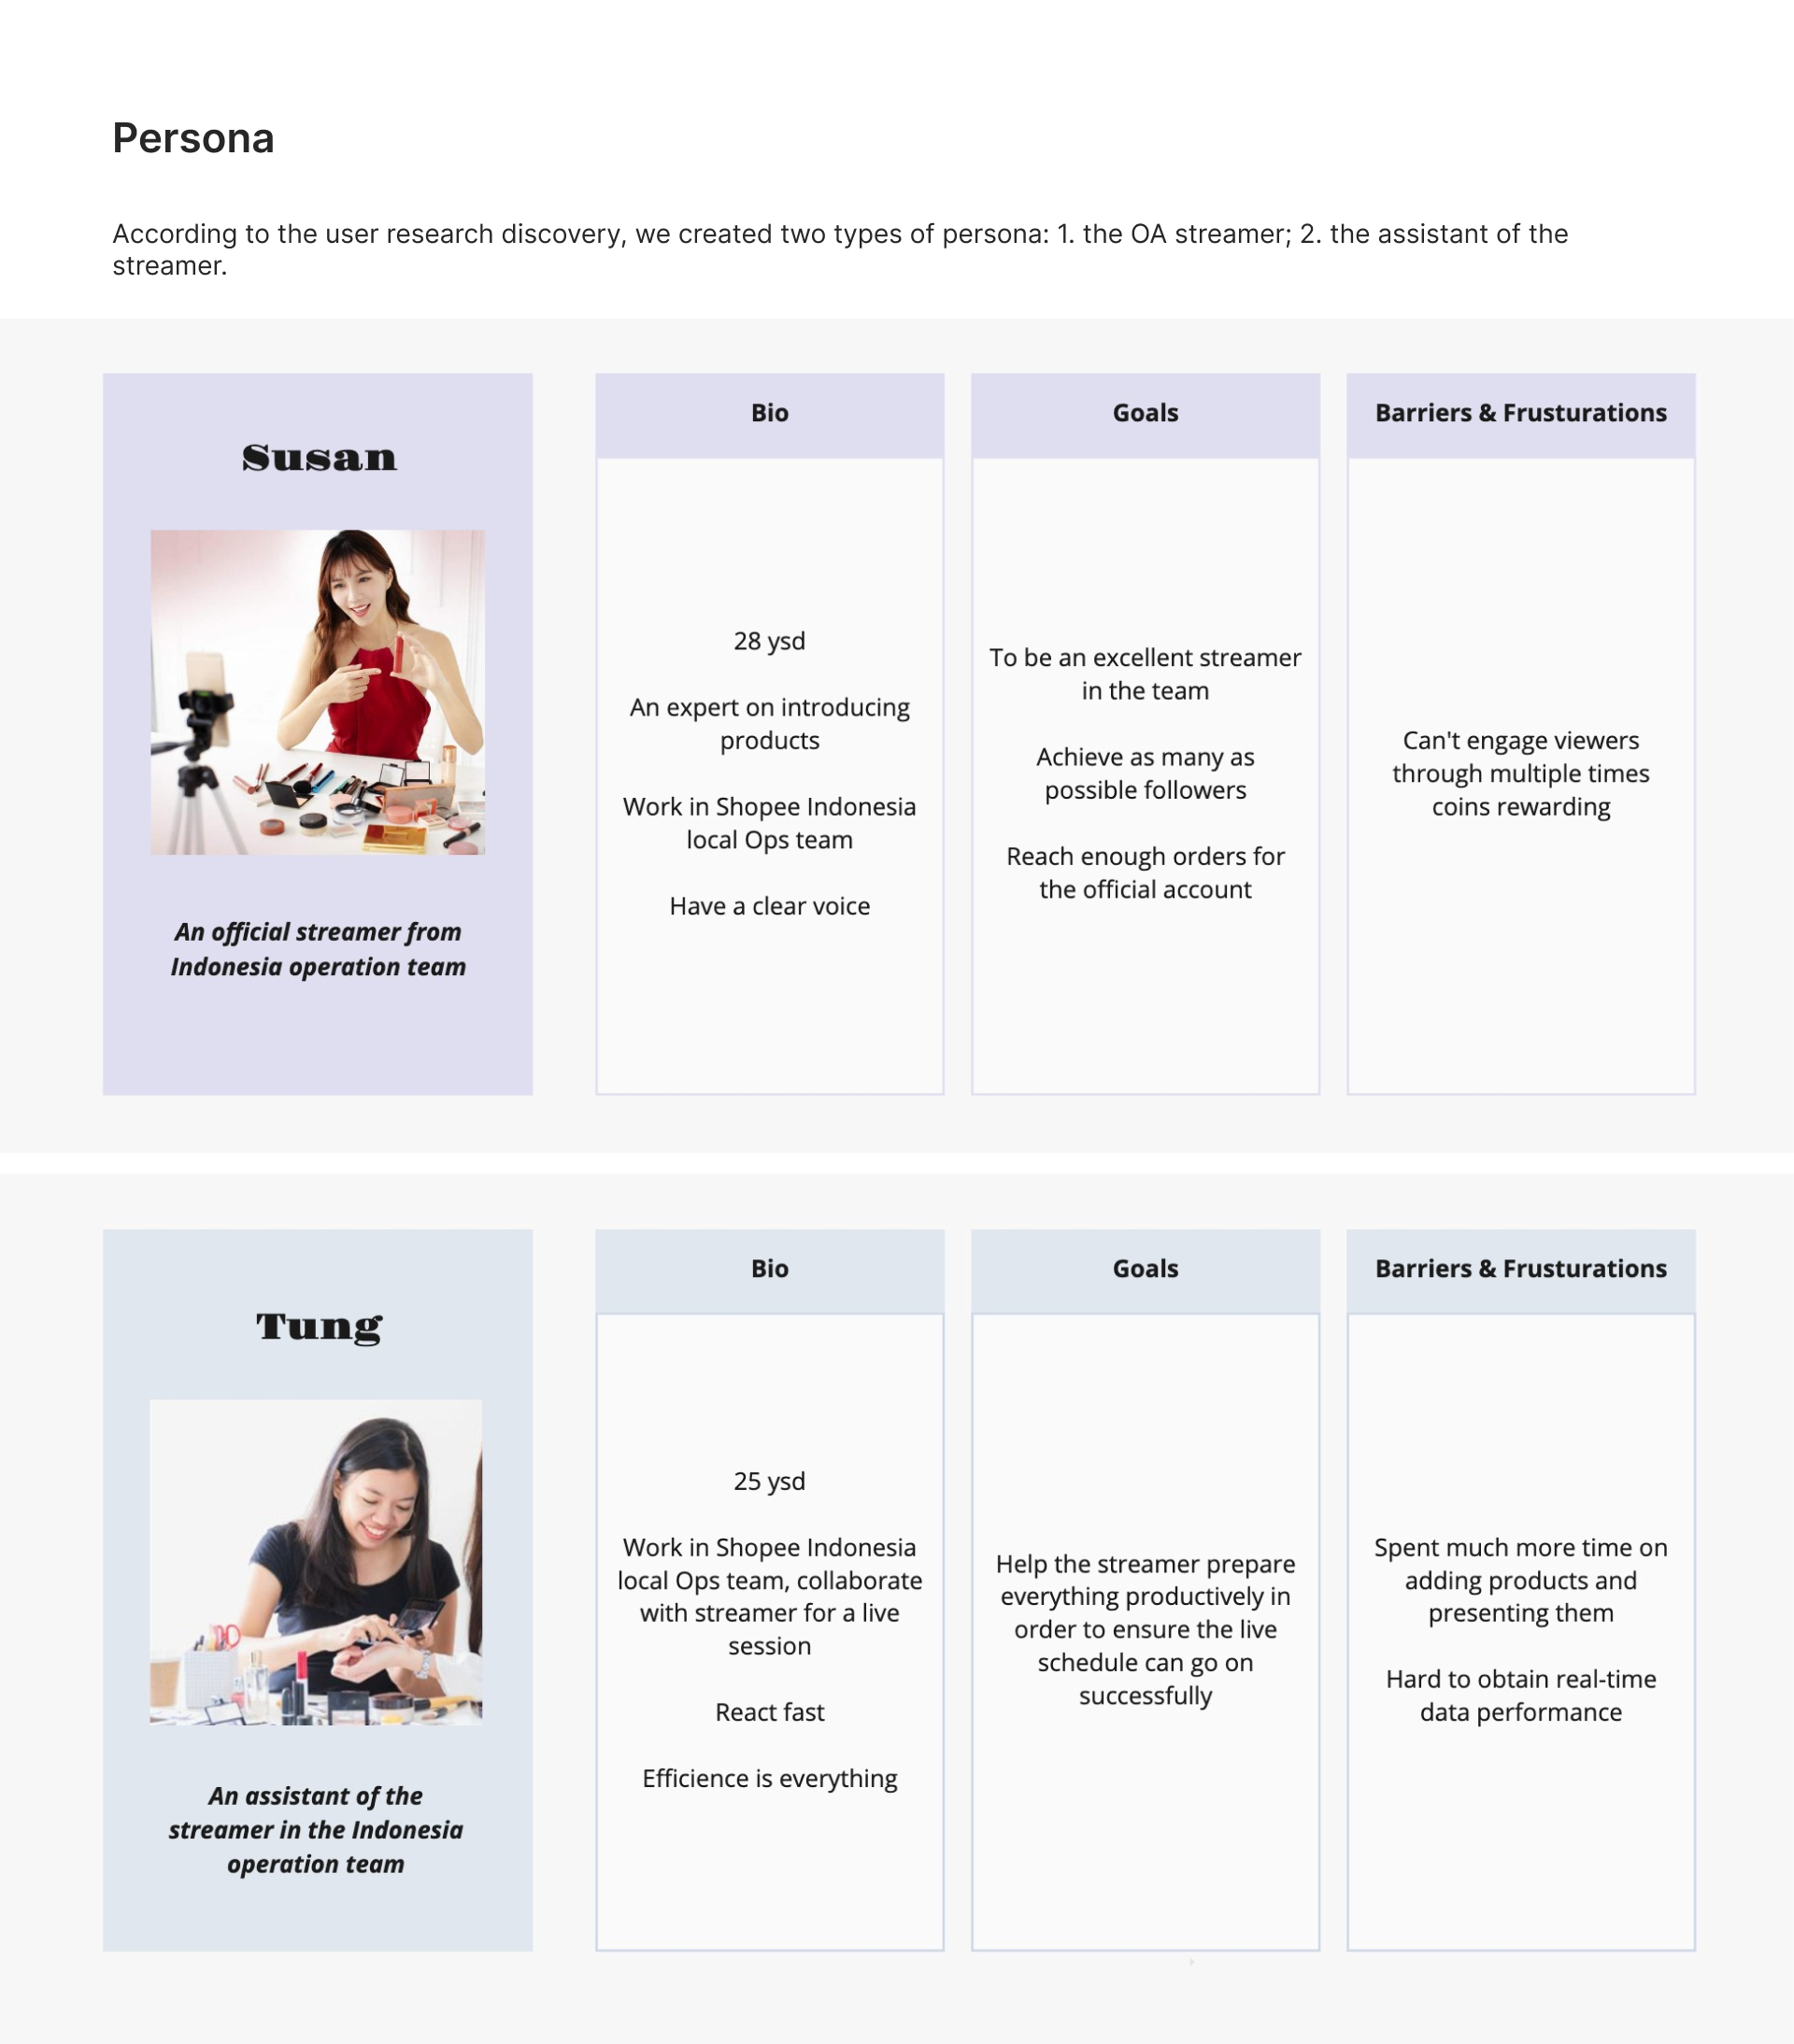 Persona
According to the user research discovery, we created two types of persona: 1. the OA streamer; 2. the assistant of the
streamer.
Susan
An official streamer from
Indonesia operation team
Bio
28 ysd
An expert on introducing
products
Work in Shopee Indonesia
local Ops team
Have a clear voice
Goals
To be an excellent streamer
in the team
Achieve as many as
possible followers
Reach enough orders for
the official account
Barriers & Frusturations
Can't engage viewers
through multiple times
coins rewarding
Tung
An assistant of the
streamer in the Indonesia
operation team
Bio
25 ysd
Work in Shopee Indonesia
local Ops team, collaborate
with streamer for a live
session
React fast
Efficience is everything
Goals
Help the streamer prepare
everything productively in
order to ensure the live
schedule can go on
successfully
Barriers & Frusturations
Spent much more time on
adding products and
presenting them
Hard to obtain real-time
data performance